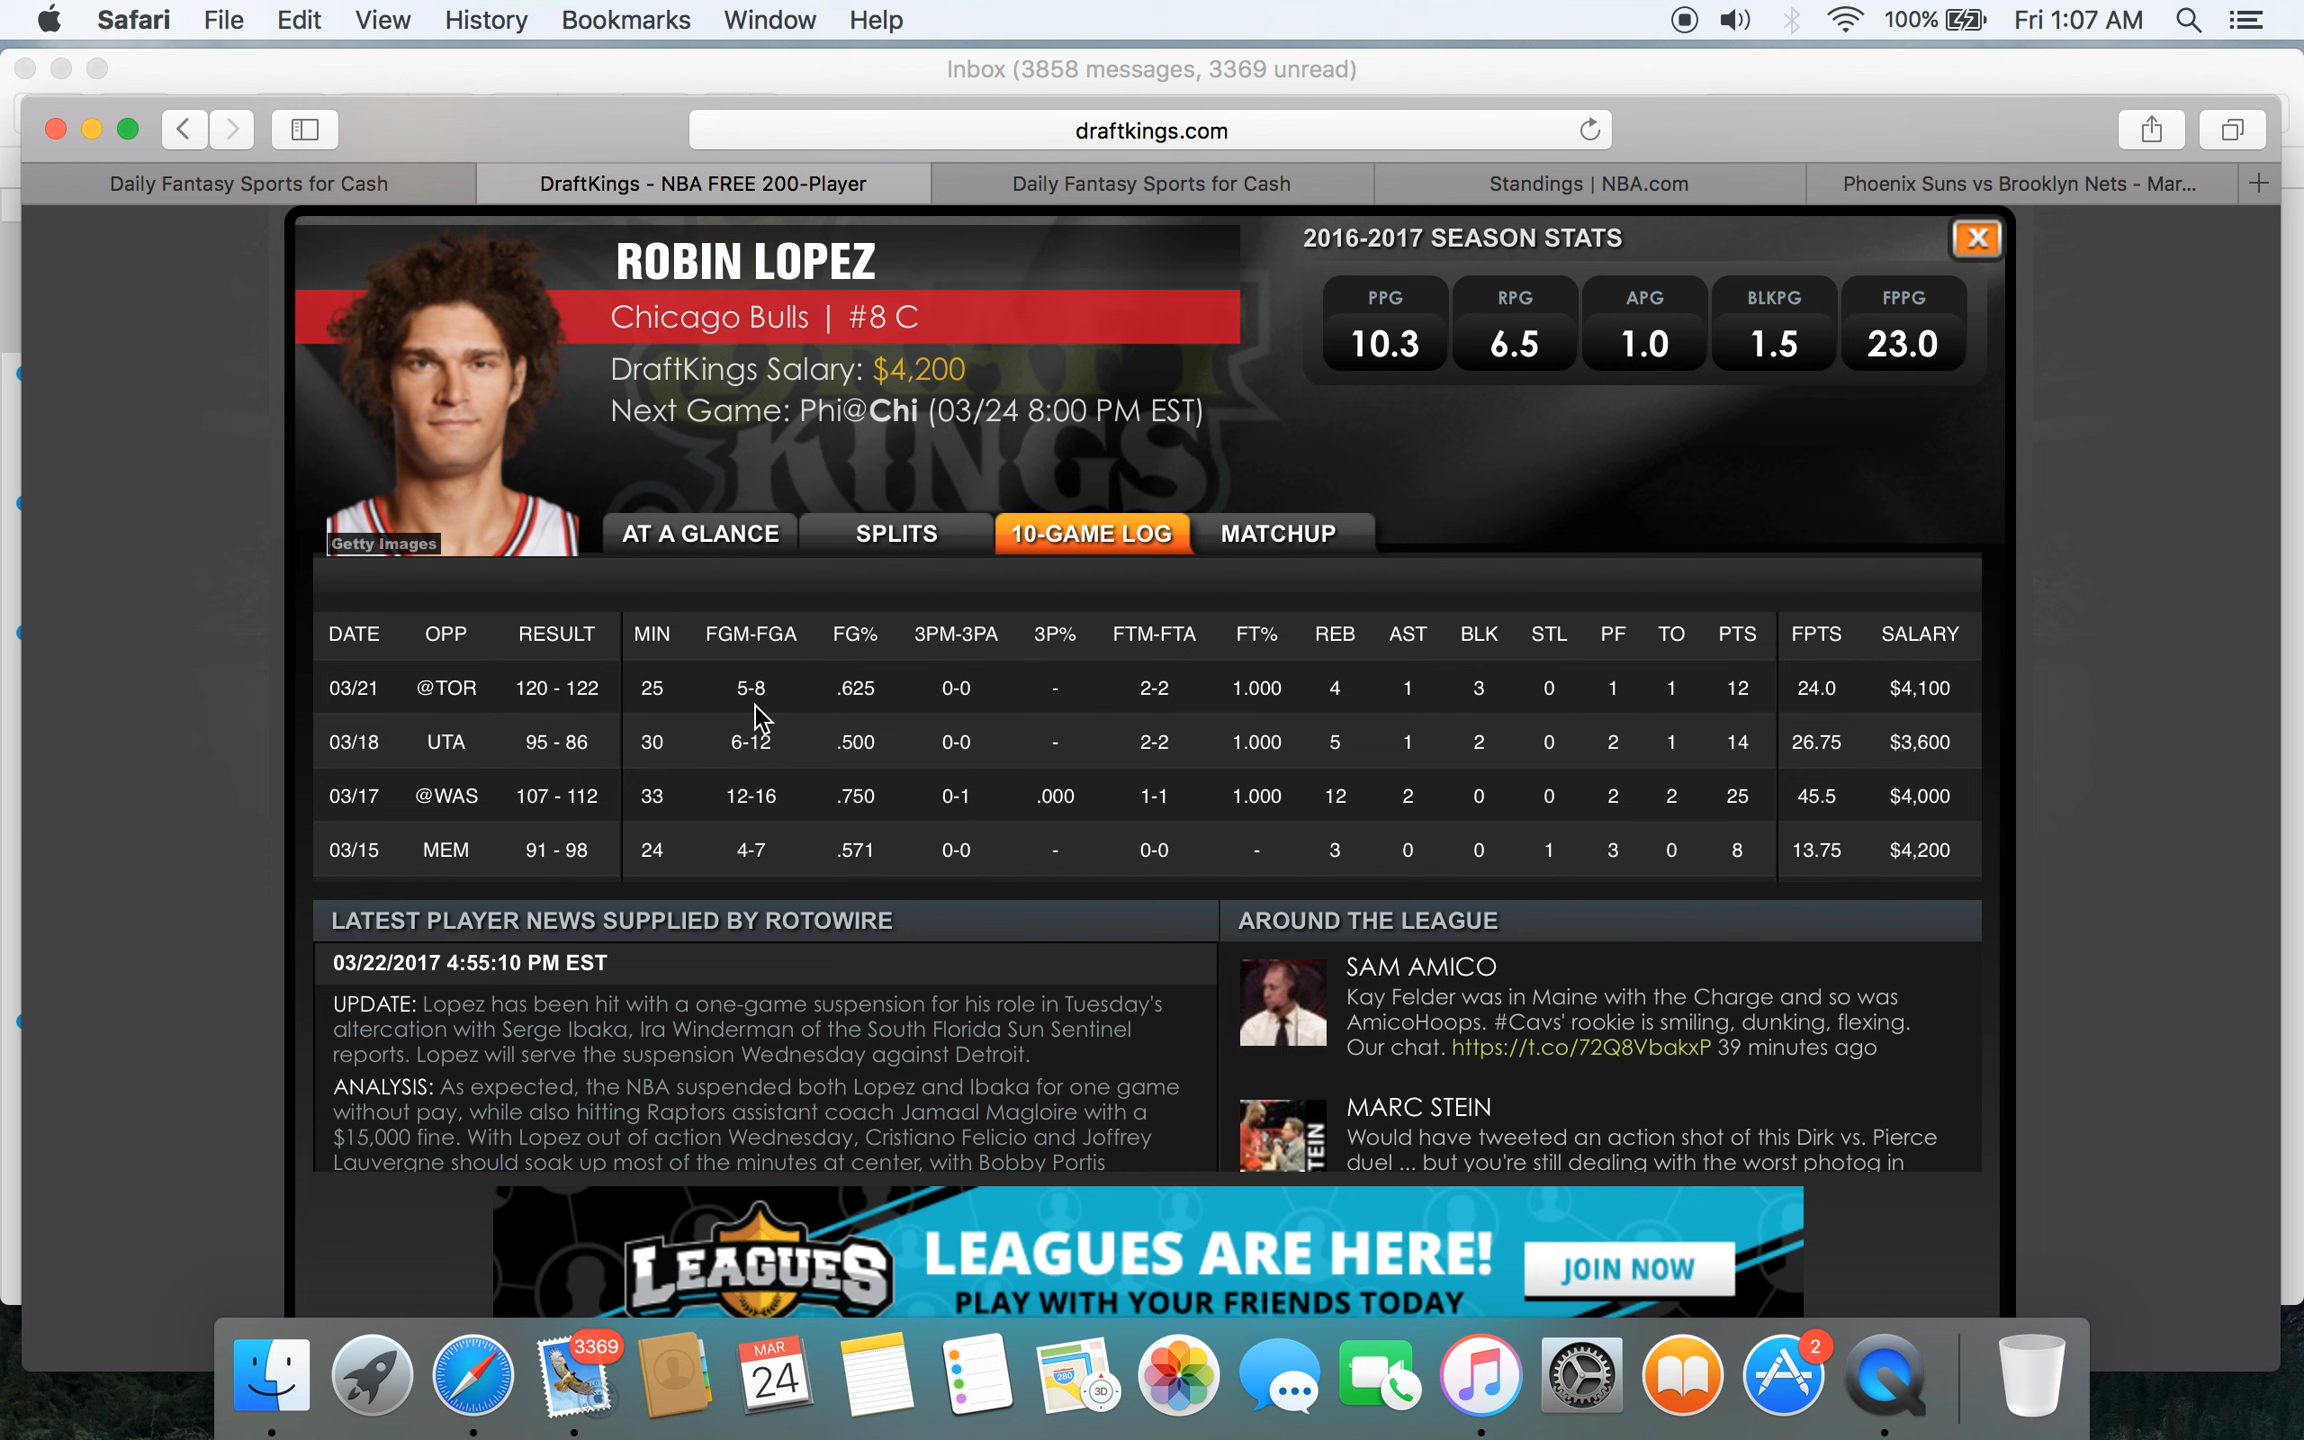 Safari File Edit View History Bookmarks Window Help 100% Fri 1:07 AM
Inbox (3858 messages, 3369 unread)
draftkings.com
Daily Fantasy Sports for Cash DraftKings - NBA FREE 200-Player Daily Fantasy Sports for Cash Standings | NBA.com Phoenix Suns vs Brooklyn Nets - Mar...
ROBIN LOPEZ
Chicago Bulls | #8 C
DraftKings Salary: $4,200
Next Game: Phi@Chi (03/24 8:00 PM EST)
KINGS
Getty Images
2016-2017 SEASON STATS
X
PPG RPG APG BLKPG FPPG
10.3 6.5 1.0 1.5 23.0
AT A GLANCE SPLITS 10-GAME LOG MATCHUP
DATE OPP RESULT MIN FGM-FGA FG% 3PM-3PA 3P% FTM-FTA FT% REB AST BLK STL PF TO PTS FPTS SALARY
03/21 @TOR 120 - 122 25 5-8 .625 0-0 - 2-2 1.000 4 1 3 0 1 1 12 24.0 $4,100
03/18 UTA 95 - 86 30 6-12 .500 0-0 - 2-2 1.000 5 1 2 0 2 1 14 26.75 $3,600
03/17 @WAS 107 - 112 33 12-16 .750 0-1 .000 1-1 1.000 12 2 0 0 2 2 25 45.5 $4,000
03/15 MEM 91 - 98 24 4-7 .571 0-0 - 0-0 - 3 0 0 1 3 0 8 13.75 $4,200
LATEST PLAYER NEWS SUPPLIED BY ROTOWIRE
03/22/2017 4:55:10 PM EST
UPDATE: Lopez has been hit with a one-game suspension for his role in Tuesday's
altercation with Serge Ibaka, Ira Winderman of the South Florida Sun Sentinel
reports. Lopez will serve the suspension Wednesday against Detroit.
ANALYSIS: As expected, the NBA suspended both Lopez and Ibaka for one game
without pay, while also hitting Raptors assistant coach Jamaal Magloire with a
$15,000 fine. With Lopez out of action Wednesday, Cristiano Felicio and Joffrey
Lauvergne should soak up most of the minutes at center, with Bobby Portis
AROUND THE LEAGUE
SAM AMICO
Kay Felder was in Maine with the Charge and so was
AmicoHoops. #Cavs' rookie is smiling, dunking, flexing.
Our chat. https://t.co/72Q8VbakxP 39 minutes ago
MARC STEIN
Would have tweeted an action shot of this Dirk vs. Pierce
duel ... but you're still dealing with the worst photog in
STEIN
LEAGUES
LEAGUES ARE HERE!
PLAY WITH YOUR FRIENDS TODAY
JOIN NOW
3369
MAR
24
280
3D
2